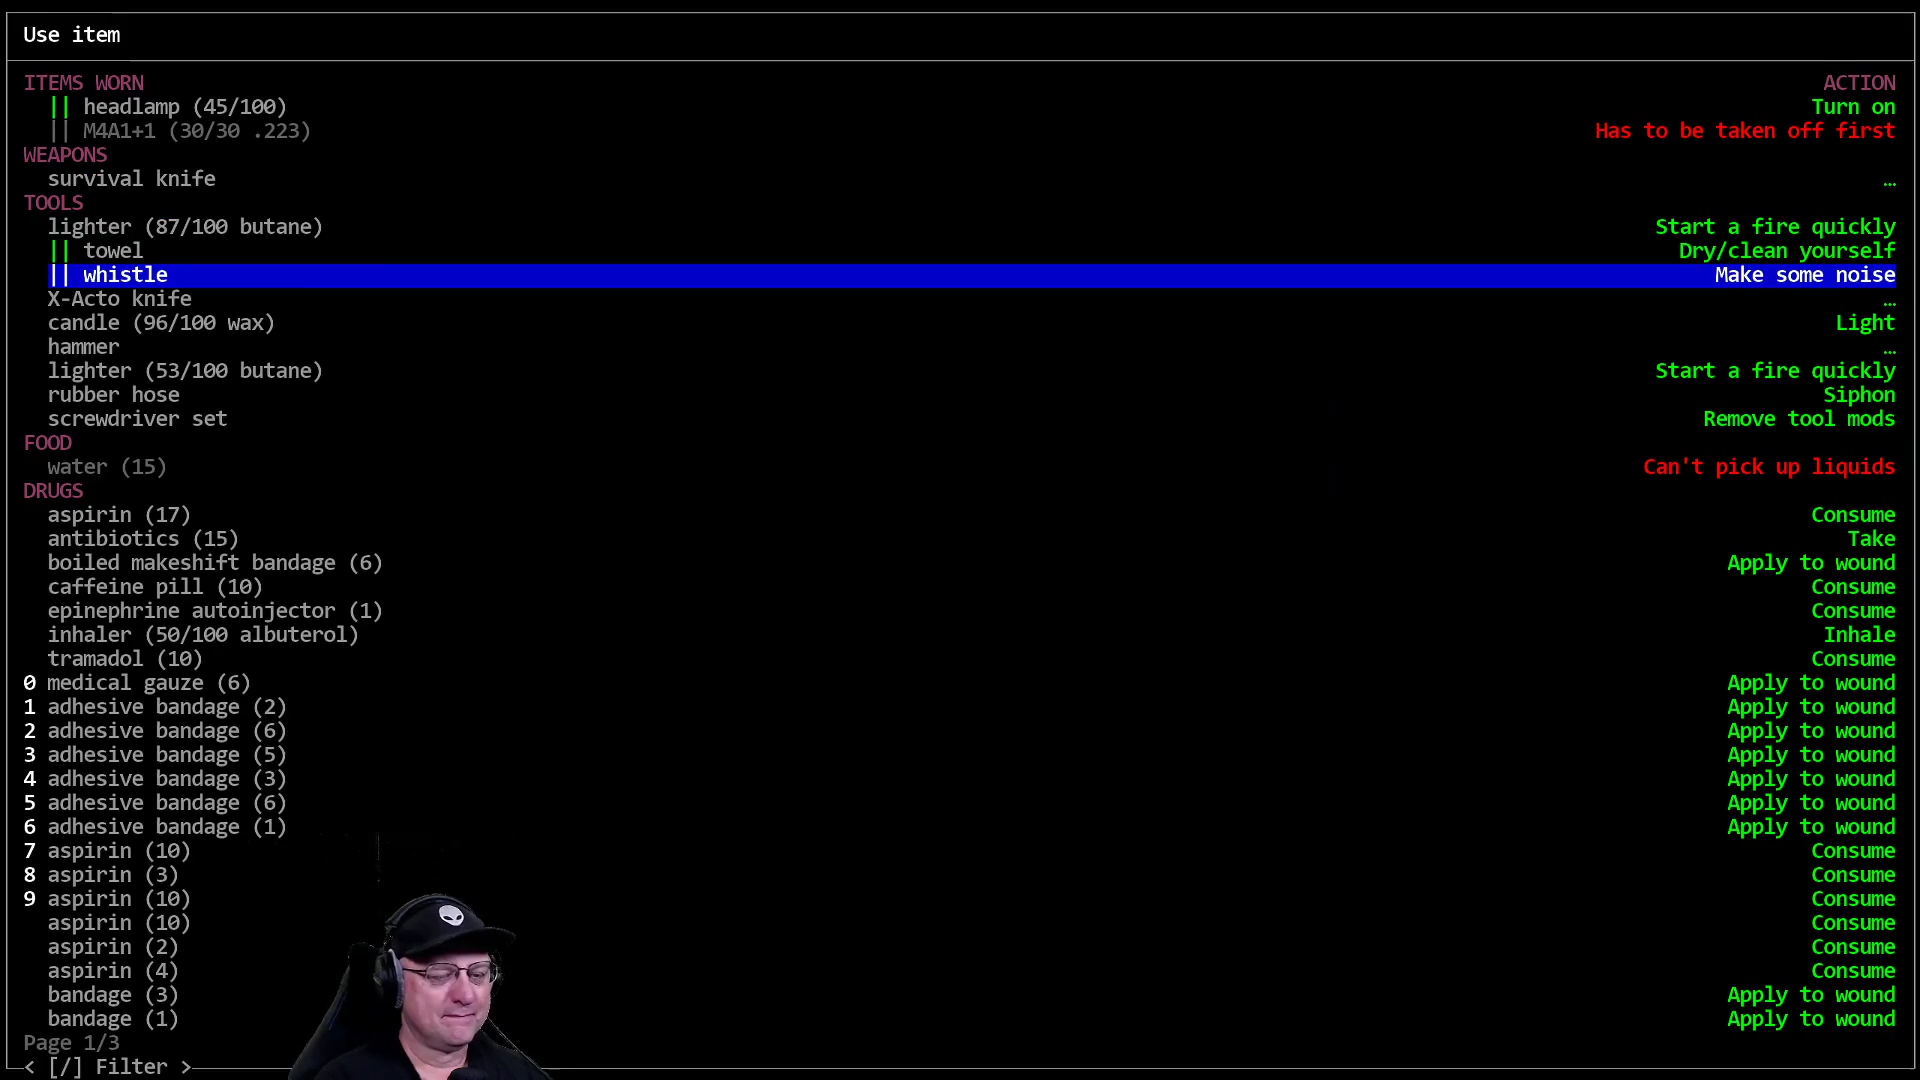 Use item
ITEMS WORN ACTION
|| headlamp (45/100) Turn on
|| M4A1+1 (30/30 .223) Has to be taken off first
WEAPONS
survival knife …
TOOLS
lighter (87/100 butane) Start a fire quickly
|| towel Dry/clean yourself
|| whistle Make some noise
X-Acto knife …
candle (96/100 wax) Light
hammer …
lighter (53/100 butane) Start a fire quickly
rubber hose Siphon
screwdriver set Remove tool mods
FOOD
water (15) Can't pick up liquids
DRUGS
aspirin (17) Consume
antibiotics (15) Take
boiled makeshift bandage (6) Apply to wound
caffeine pill (10) Consume
epinephrine autoinjector (1) Consume
inhaler (50/100 albuterol) Inhale
tramadol (10) Consume
0 medical gauze (6) Apply to wound
1 adhesive bandage (2) Apply to wound
2 adhesive bandage (6) Apply to wound
3 adhesive bandage (5) Apply to wound
4 adhesive bandage (3) Apply to wound
5 adhesive bandage (6) Apply to wound
6 adhesive bandage (1) Apply to wound
7 aspirin (10) Consume
8 aspirin (3) Consume
9 aspirin (10) Consume
aspirin (10) Consume
aspirin (2) Consume
aspirin (4) Consume
bandage (3) Apply to wound
bandage (1) Apply to wound
Page 1/3
< [/] Filter >